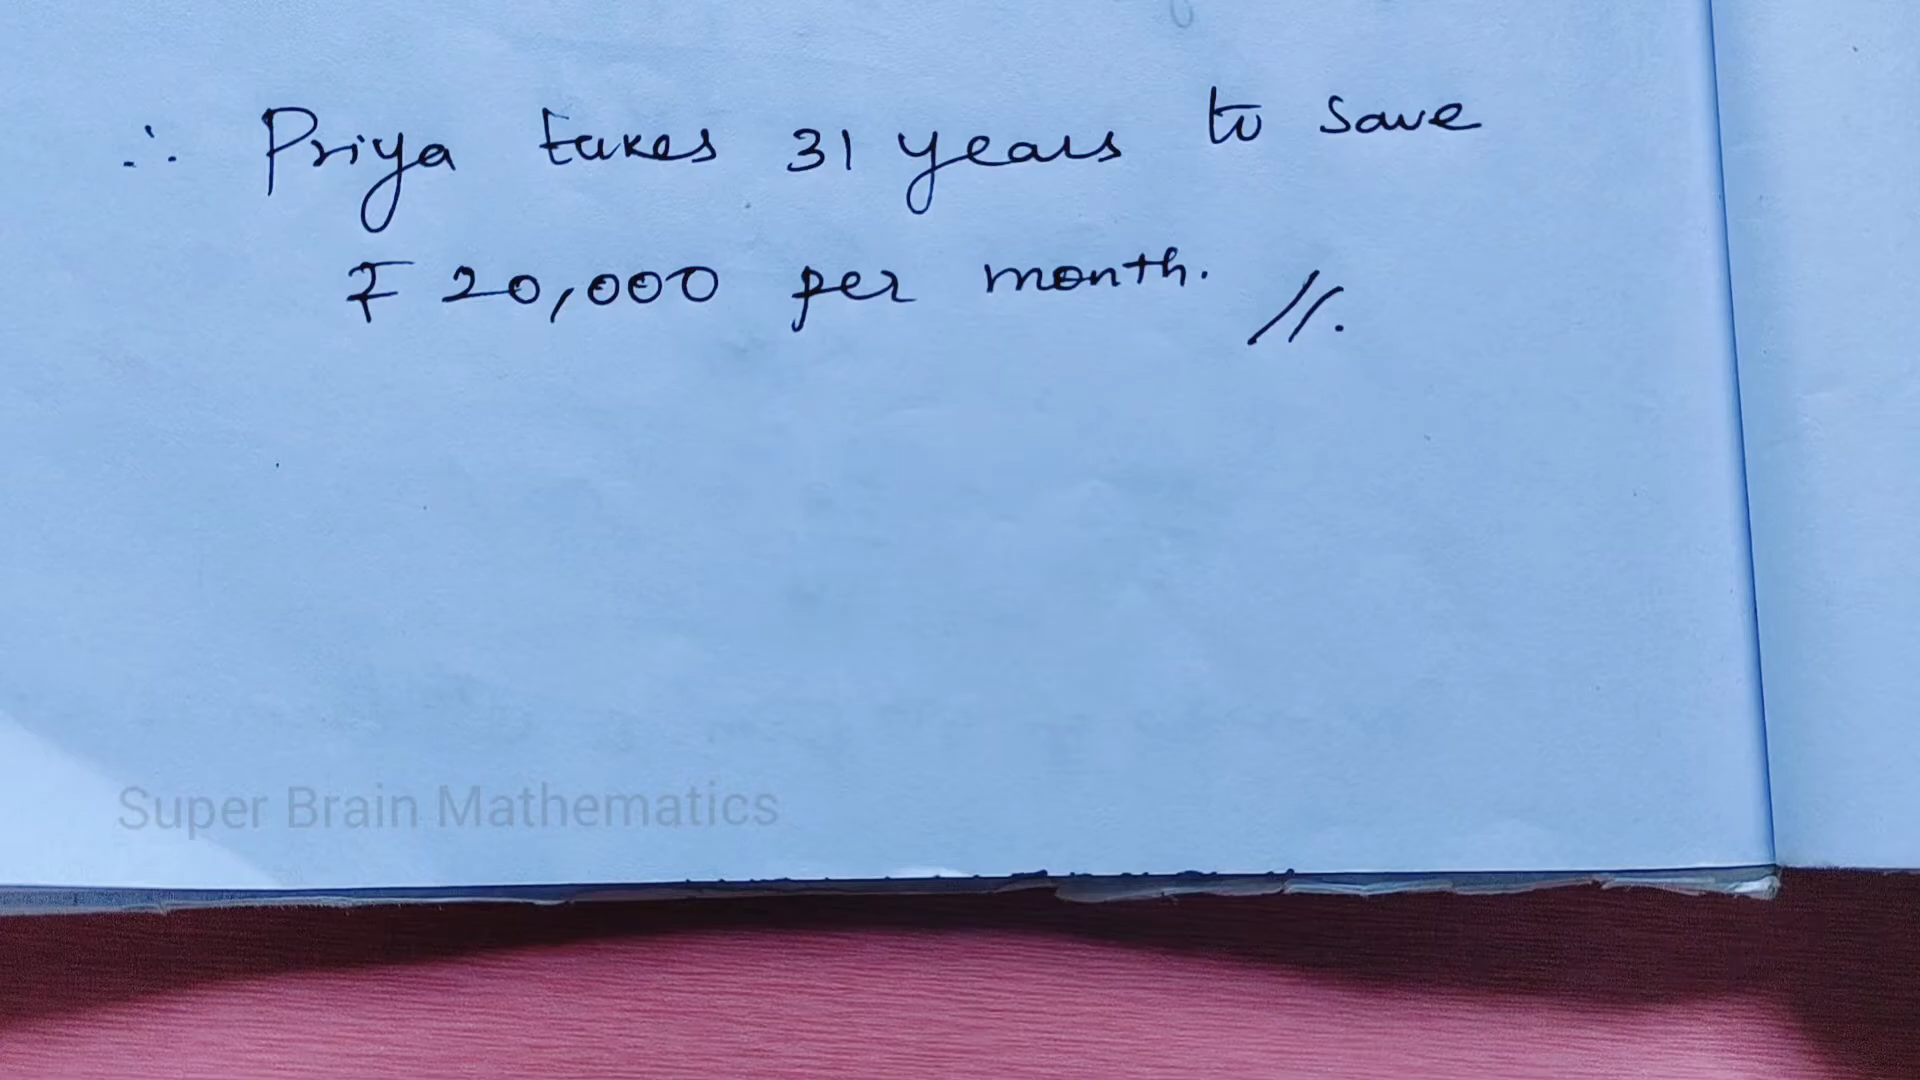 ∴ Priya takes 31 years to save
₹ 20,000 per month. //.
Super Brain Mathematics